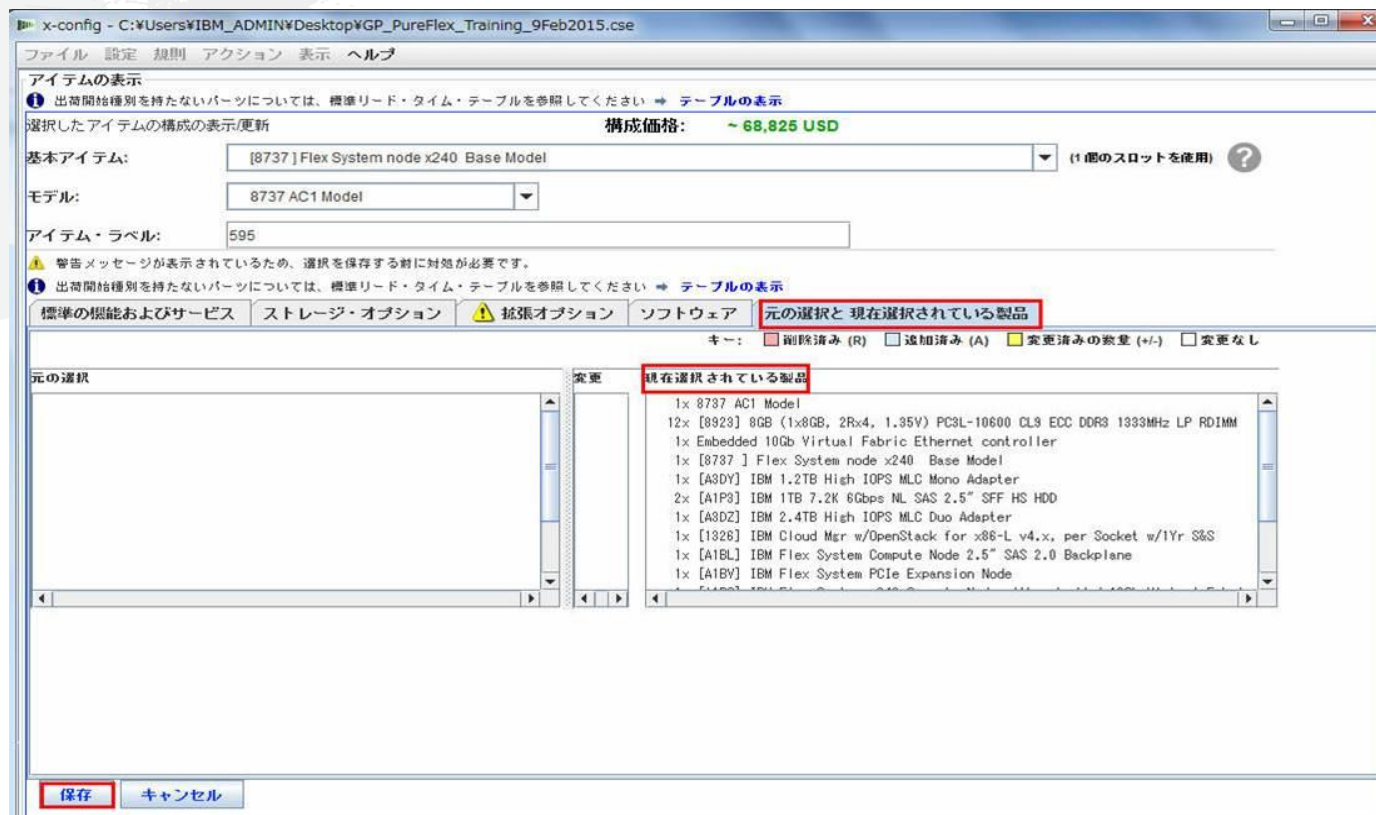 x-config - C:¥Users¥IBM_ADMIN¥Desktop¥GP_PureFlex_Training_9Feb2015.cse
ファイル 設定 規則 アクション 表示 ヘルプ
アイテムの表示
出荷開始種別を持たないパーツについては、標準リード・タイム・テーブルを参照してください ➡ テーブルの表示
選択したアイテムの構成の表示/更新 構成価格: ~ 68,825 USD
基本アイテム: [8737 ] Flex System node x240 Base Model (1 個のスロットを使用) ?
モデル: 8737 AC1 Model
アイテム・ラベル: 595
警告メッセージが表示されているため、選択を保存する前に対処が必要です。
出荷開始種別を持たないパーツについては、標準リード・タイム・テーブルを参照してください ➡ テーブルの表示
標準の機能およびサービス ストレージ・オプション 拡張オプション ソフトウェア 元の選択と 現在選択されている製品
キー: 削除済み (R) 追加済み (A) 変更済みの数量 (+/-) 変更なし
元の選択 変更 現在選択されている製品
1x 8737 AC1 Model
12x [8923] 8GB (1x8GB, 2Rx4, 1.35V) PC3L-10600 CL9 ECC DDR3 1333MHz LP RDIMM
1x Embedded 10Gb Virtual Fabric Ethernet controller
1x [8737 ] Flex System node x240 Base Model
1x [A3DY] IBM 1.2TB High IOPS MLC Mono Adapter
2x [A1P3] IBM 1TB 7.2K 6Gbps NL SAS 2.5" SFF HS HDD
1x [A3DZ] IBM 2.4TB High IOPS MLC Duo Adapter
1x [1326] IBM Cloud Mgr w/OpenStack for x86-L v4.x, per Socket w/1Yr S&S
1x [A1BL] IBM Flex System Compute Node 2.5" SAS 2.0 Backplane
1x [A1BV] IBM Flex System PCIe Expansion Node
保存 キャンセル